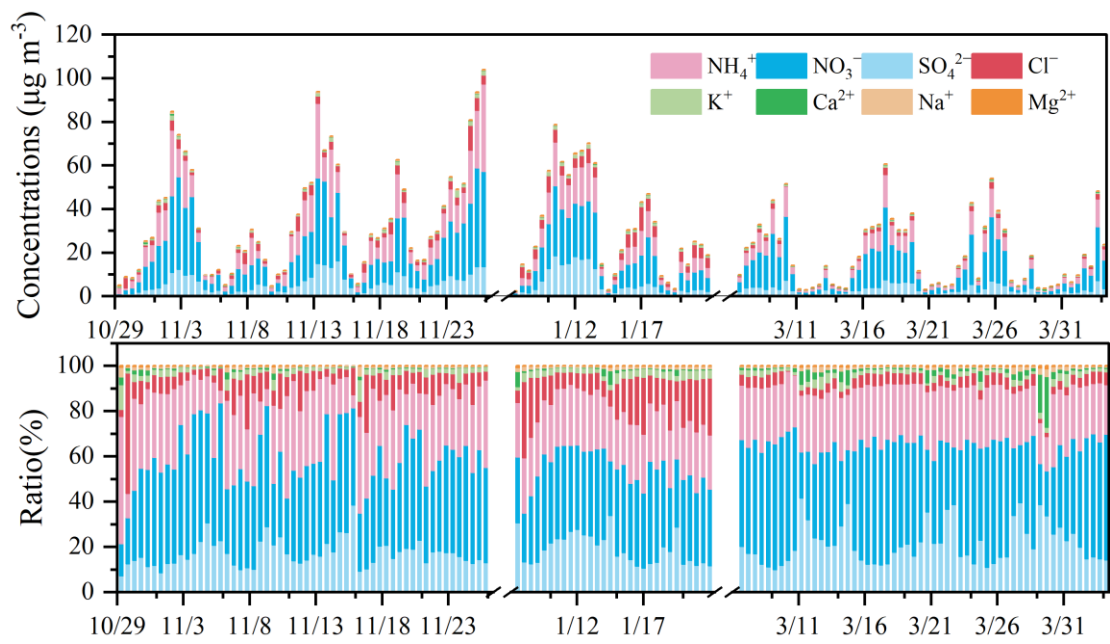 120
100
80
60
40
20
0
Concentrations (μg m⁻³)
NH₄⁺ NO₃⁻ SO₄²⁻ Cl⁻
K⁺ Ca²⁺ Na⁺ Mg²⁺
10/29 11/3 11/8 11/13 11/18 11/23 1/12 1/17 3/11 3/16 3/21 3/26 3/31
100
80
60
40
20
0
Ratio(%)
10/29 11/3 11/8 11/13 11/18 11/23 1/12 1/17 3/11 3/16 3/21 3/26 3/31